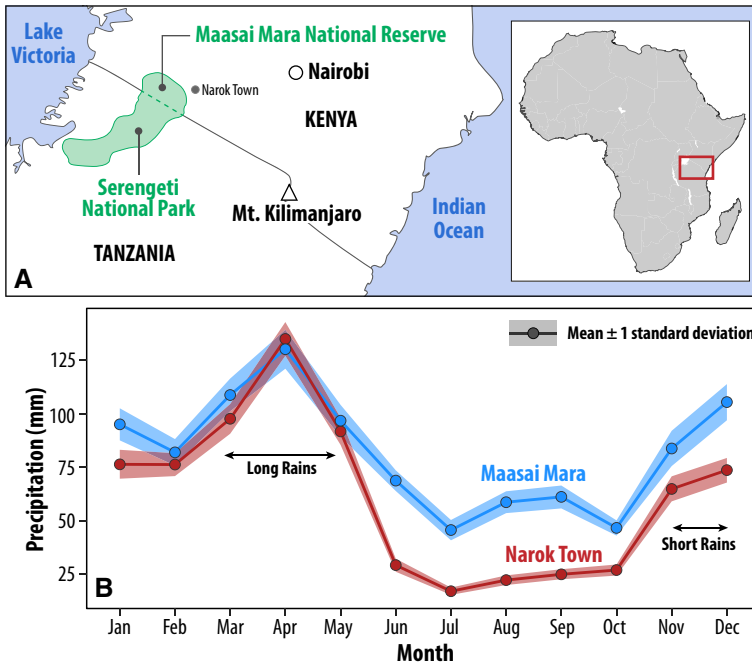 Lake
Victoria
Maasai Mara National Reserve
Narok Town
Nairobi
KENYA
Serengeti
National Park
Mt. Kilimanjaro
TANZANIA
Indian
Ocean
A
Mean ± 1 standard deviation
Precipitation (mm)
125
100
75
50
25
Long Rains
Maasai Mara
Narok Town
Short Rains
B
Jan Feb Mar Apr May Jun Jul Aug Sep Oct Nov Dec
Month